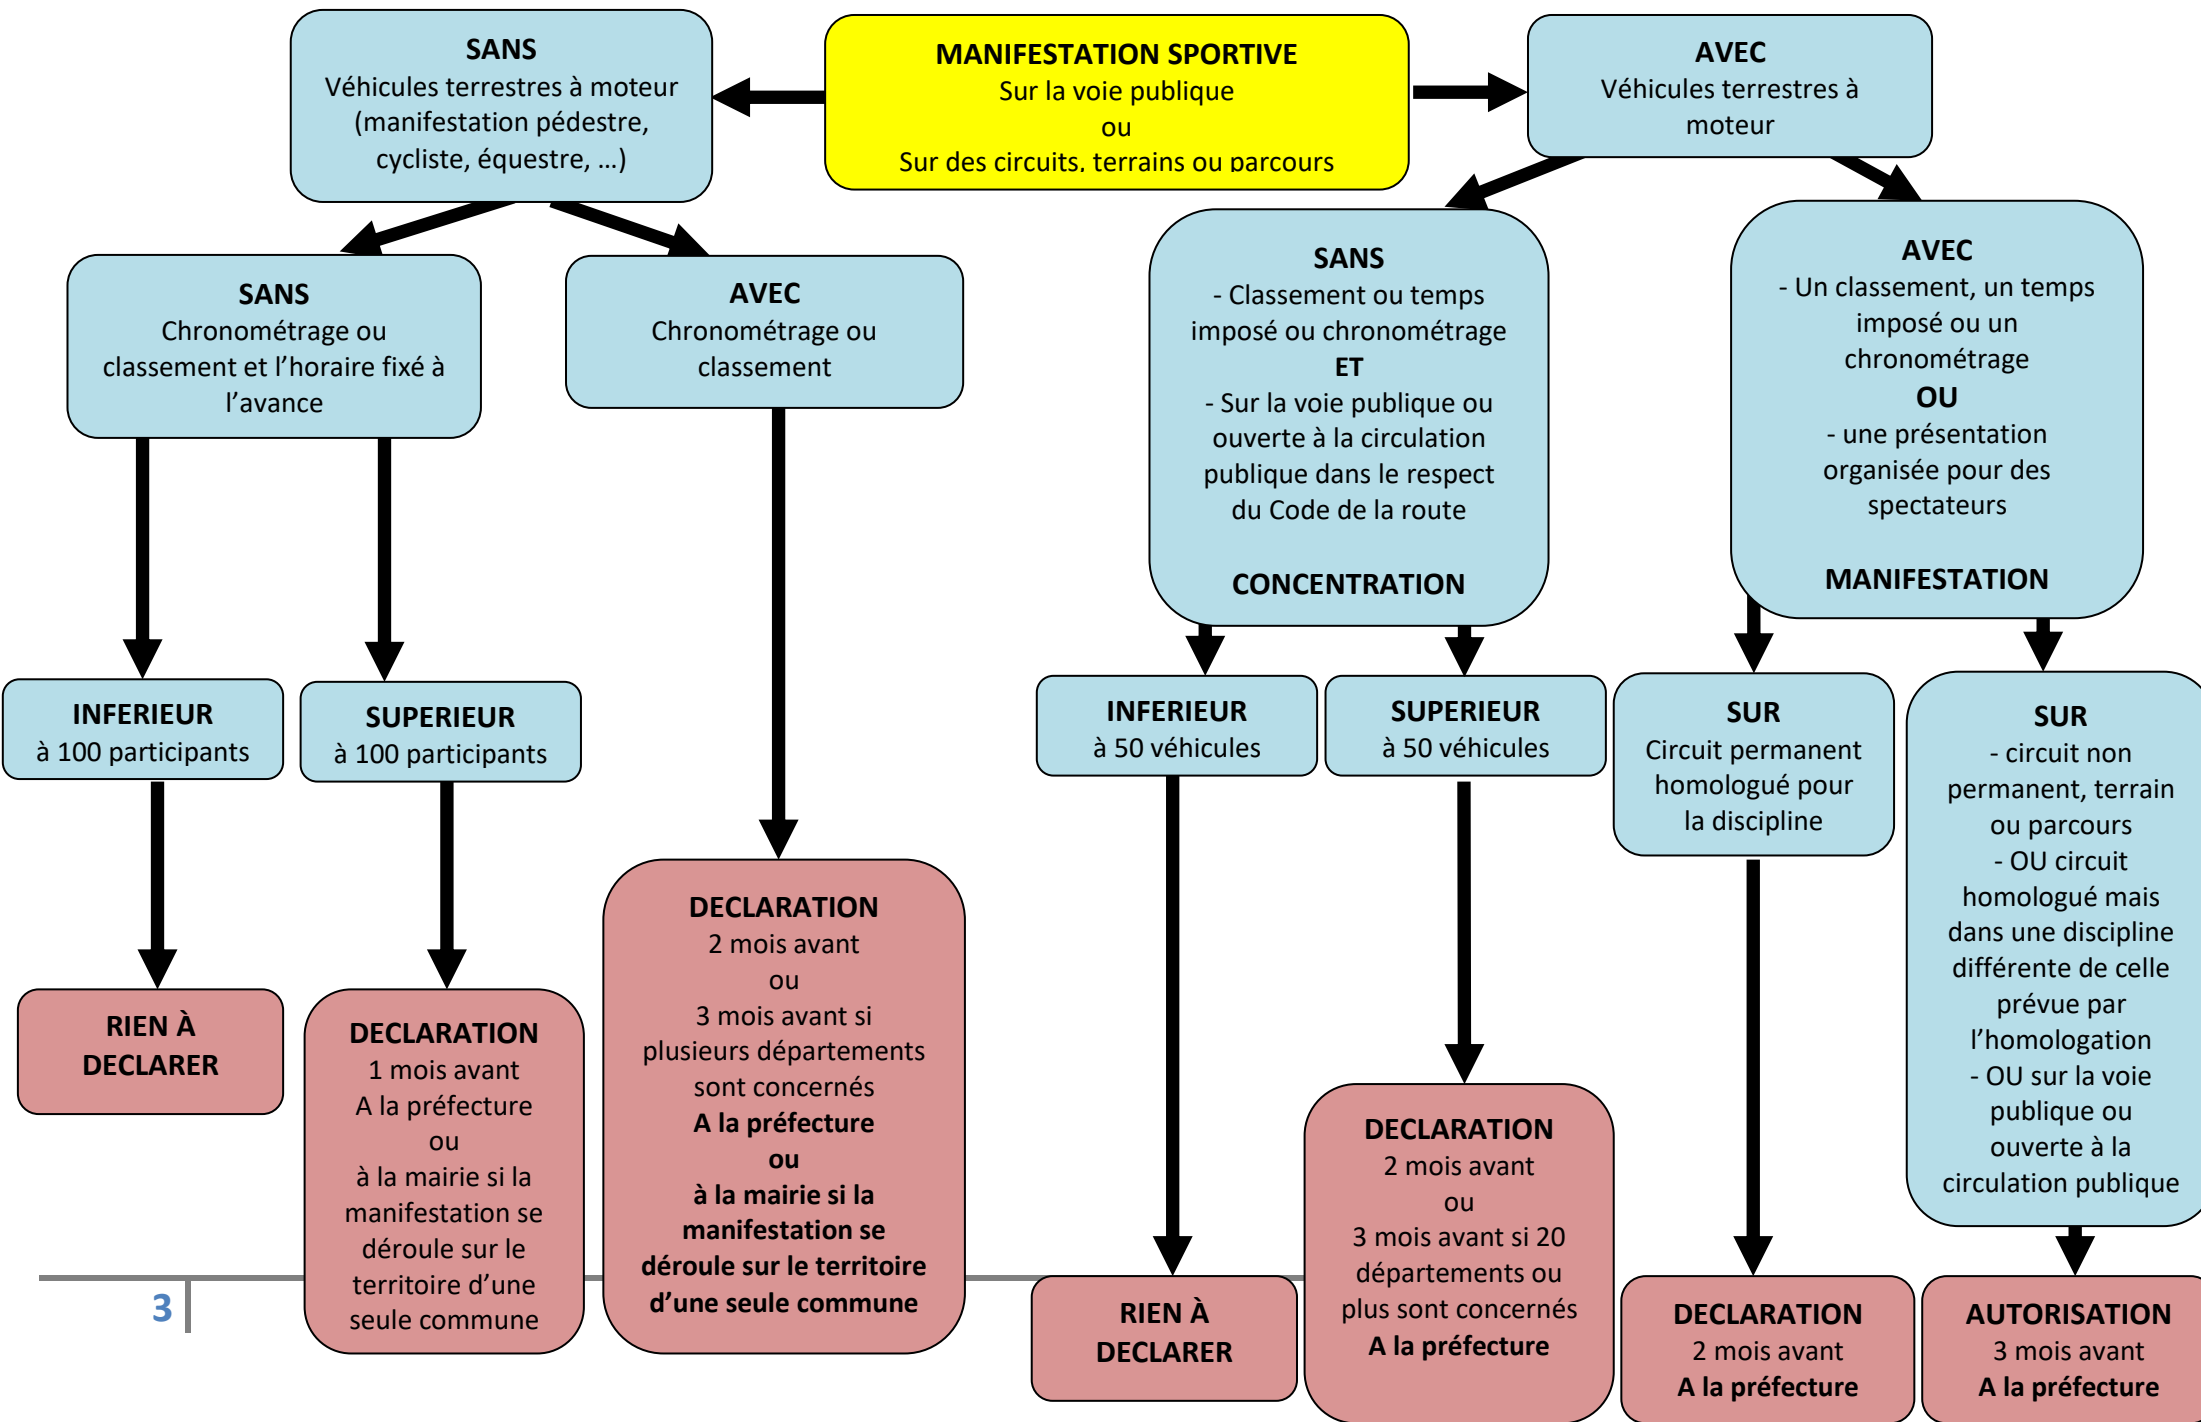 SANS
Véhicules terrestres à moteur
(manifestation pédestre,
cycliste, équestre, …)
MANIFESTATION SPORTIVE
Sur la voie publique
ou
Sur des circuits, terrains ou parcours
AVEC
Véhicules terrestres à
moteur
SANS
Chronométrage ou
classement et l’horaire fixé à
l’avance
AVEC
Chronométrage ou
classement
SANS
- Classement ou temps
imposé ou chronométrage
ET
- Sur la voie publique ou
ouverte à la circulation
publique dans le respect
du Code de la route
CONCENTRATION
AVEC
- Un classement, un temps
imposé ou un
chronométrage
OU
- une présentation
organisée pour des
spectateurs
MANIFESTATION
INFERIEUR
à 100 participants
SUPERIEUR
à 100 participants
INFERIEUR
à 50 véhicules
SUPERIEUR
à 50 véhicules
SUR
Circuit permanent
homologué pour
la discipline
SUR
- circuit non
permanent, terrain
ou parcours
- OU circuit
homologué mais
dans une discipline
différente de celle
prévue par
l’homologation
- OU sur la voie
publique ou
ouverte à la
circulation publique
RIEN À
DECLARER
DECLARATION
1 mois avant
A la préfecture
ou
à la mairie si la
manifestation se
déroule sur le
territoire d’une
seule commune
DECLARATION
2 mois avant
ou
3 mois avant si
plusieurs départements
sont concernés
A la préfecture
ou
à la mairie si la
manifestation se
déroule sur le territoire
d’une seule commune
RIEN À
DECLARER
DECLARATION
2 mois avant
ou
3 mois avant si 20
départements ou
plus sont concernés
A la préfecture
DECLARATION
2 mois avant
A la préfecture
AUTORISATION
3 mois avant
A la préfecture
3